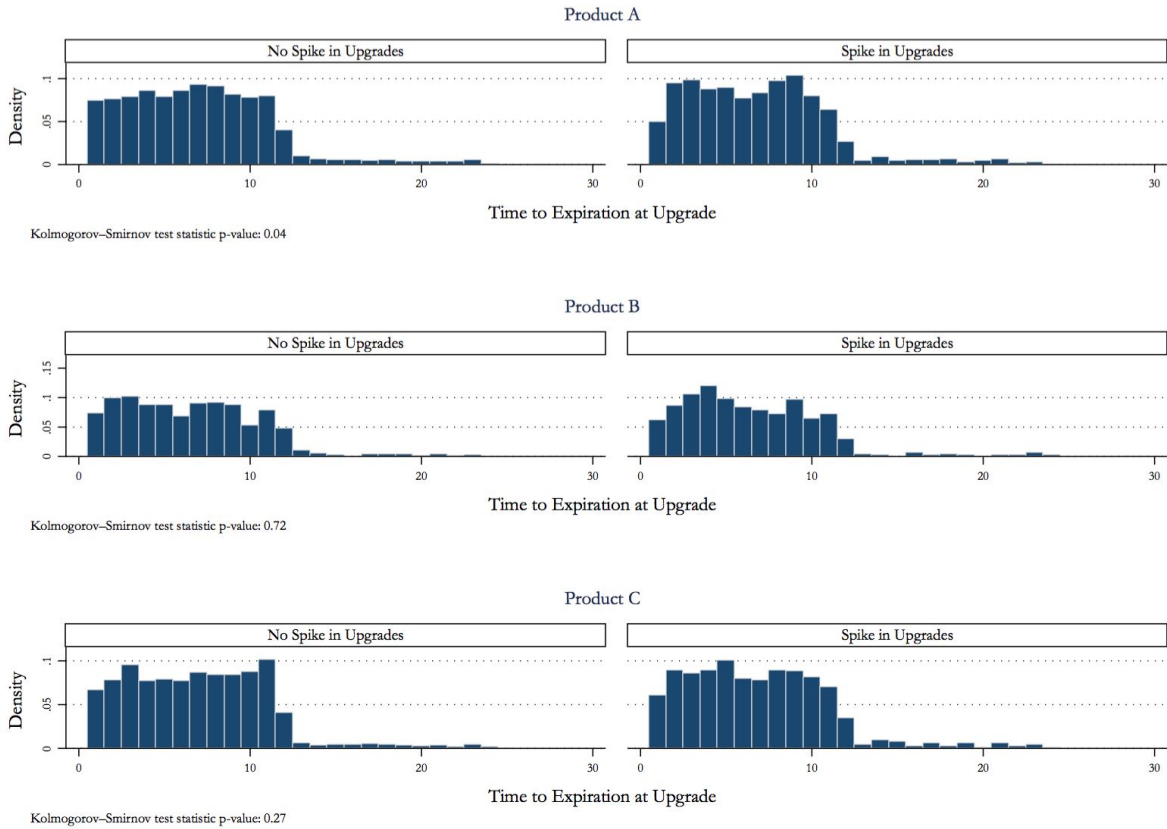 Product A
No Spike in Upgrades
Spike in Upgrades
Density
.1
.05
0
0 10 20 30
0 10 20 30
Time to Expiration at Upgrade
Kolmogorov–Smirnov test statistic p-value: 0.04
Product B
No Spike in Upgrades
Spike in Upgrades
Density
.15
.1
.05
0
0 10 20 30
0 10 20 30
Time to Expiration at Upgrade
Kolmogorov–Smirnov test statistic p-value: 0.72
Product C
No Spike in Upgrades
Spike in Upgrades
Density
.1
.05
0
0 10 20 30
0 10 20 30
Time to Expiration at Upgrade
Kolmogorov–Smirnov test statistic p-value: 0.27